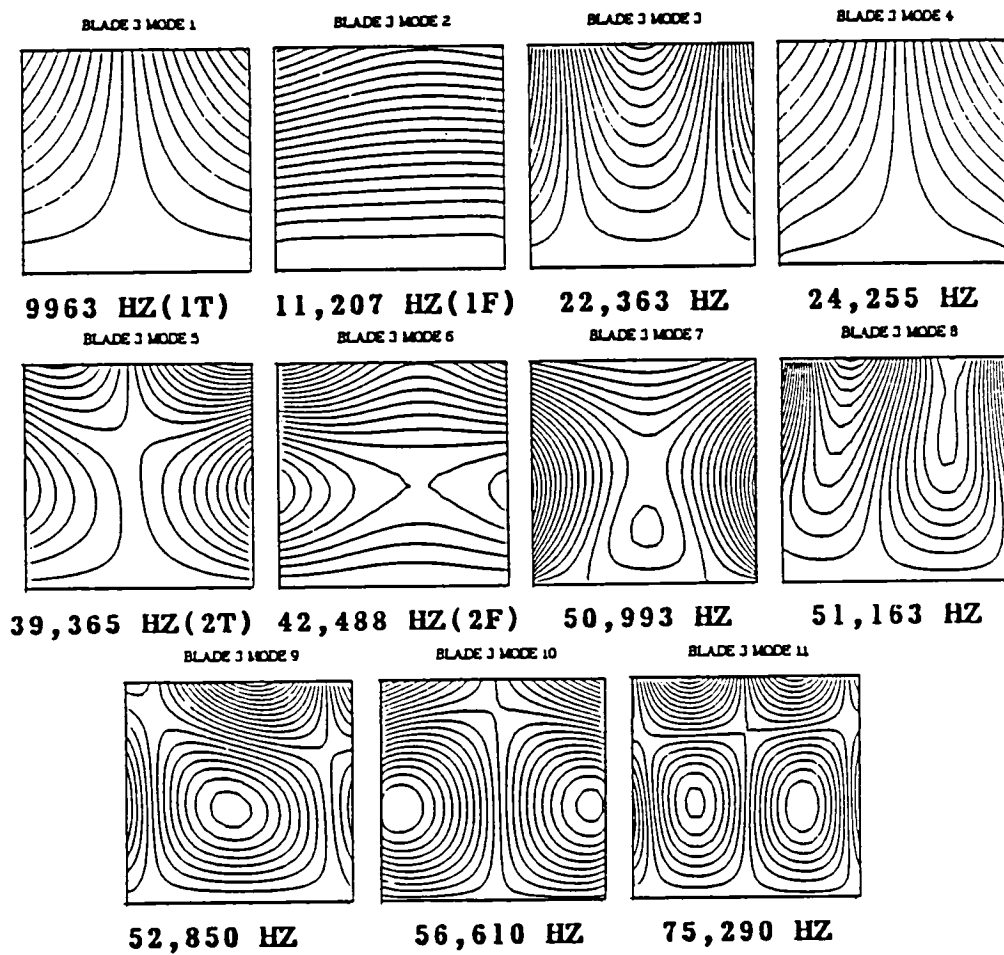 BLADE 3 MODE 1
BLADE 3 MODE 2
BLADE 3 MODE 3
BLADE 3 MODE 4
9963 HZ(1T)
11,207 HZ(1F)
22,363 HZ
24,255 HZ
BLADE 3 MODE 5
BLADE 3 MODE 6
BLADE 3 MODE 7
BLADE 3 MODE 8
39,365 HZ(2T)
42,488 HZ(2F)
50,993 HZ
51,163 HZ
BLADE 3 MODE 9
BLADE 3 MODE 10
BLADE 3 MODE 11
52,850 HZ
56,610 HZ
75,290 HZ